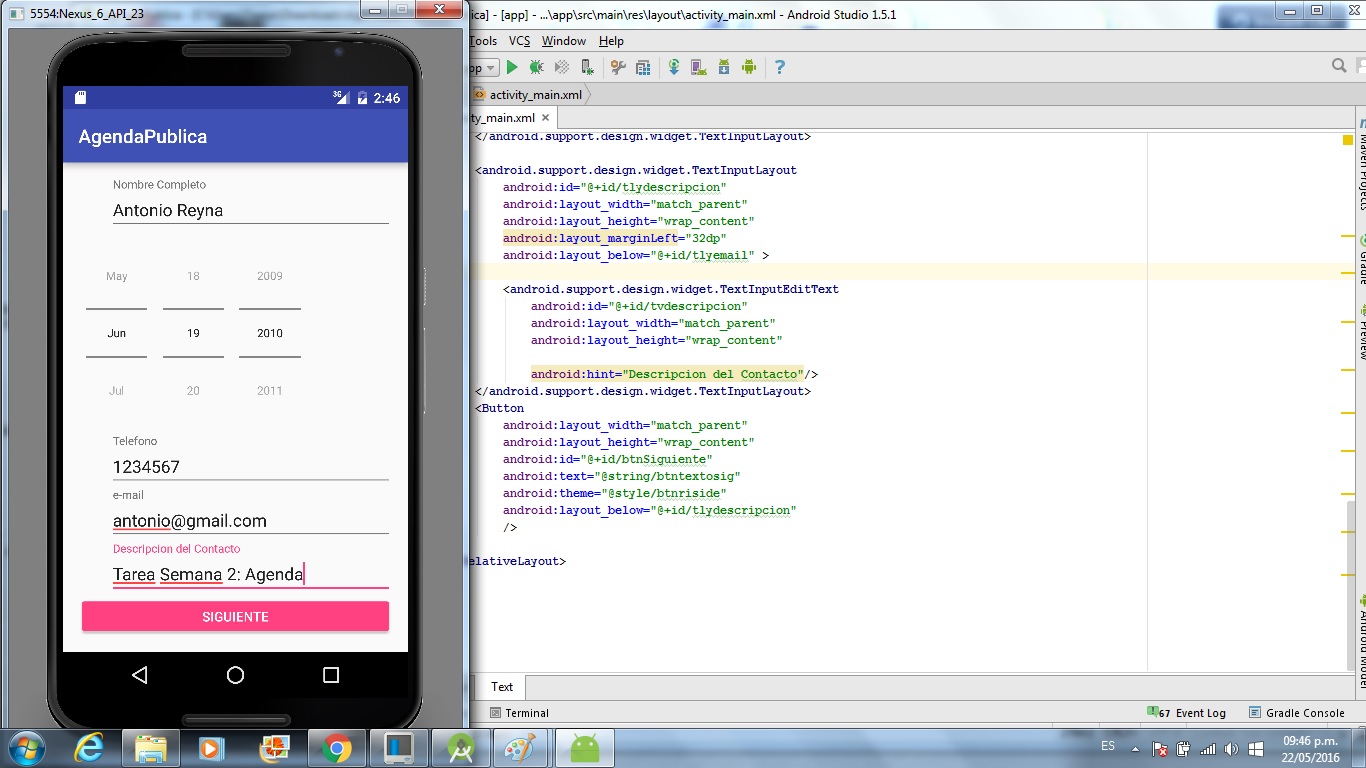 5554:Nexus_6_API_23
ica] - [app] - ...\app\src\main\res\layout\activity_main.xml - Android Studio 1.5.1
Tools VCS Window Help
pp
activity_main.xml
ty_main.xml
3G 2:46
AgendaPublica
Nombre Completo
Antonio Reyna
May 18 2009
Jun 19 2010
Jul 20 2011
Telefono
1234567
e-mail
antonio@gmail.com
Descripcion del Contacto
Tarea Semana 2: Agenda
SIGUIENTE
</android.support.design.widget.TextInputLayout>
<android.support.design.widget.TextInputLayout
android:id="@+id/tlydescripcion"
android:layout_width="match_parent"
android:layout_height="wrap_content"
android:layout_marginLeft="32dp"
android:layout_below="@+id/tlyemail" >
<android.support.design.widget.TextInputEditText
android:id="@+id/tvdescripcion"
android:layout_width="match_parent"
android:layout_height="wrap_content"
android:hint="Descripcion del Contacto"/>
</android.support.design.widget.TextInputLayout>
<Button
android:layout_width="match_parent"
android:layout_height="wrap_content"
android:id="@+id/btnSiguiente"
android:text="@string/btntextosig"
android:theme="@style/btnriside"
android:layout_below="@+id/tlydescripcion"
/>
elativeLayout>
Maven Projects
Gradle
Preview
Android Model
Text
Terminal
67 Event Log
Gradle Console
ES
09:46 p.m.
22/05/2016